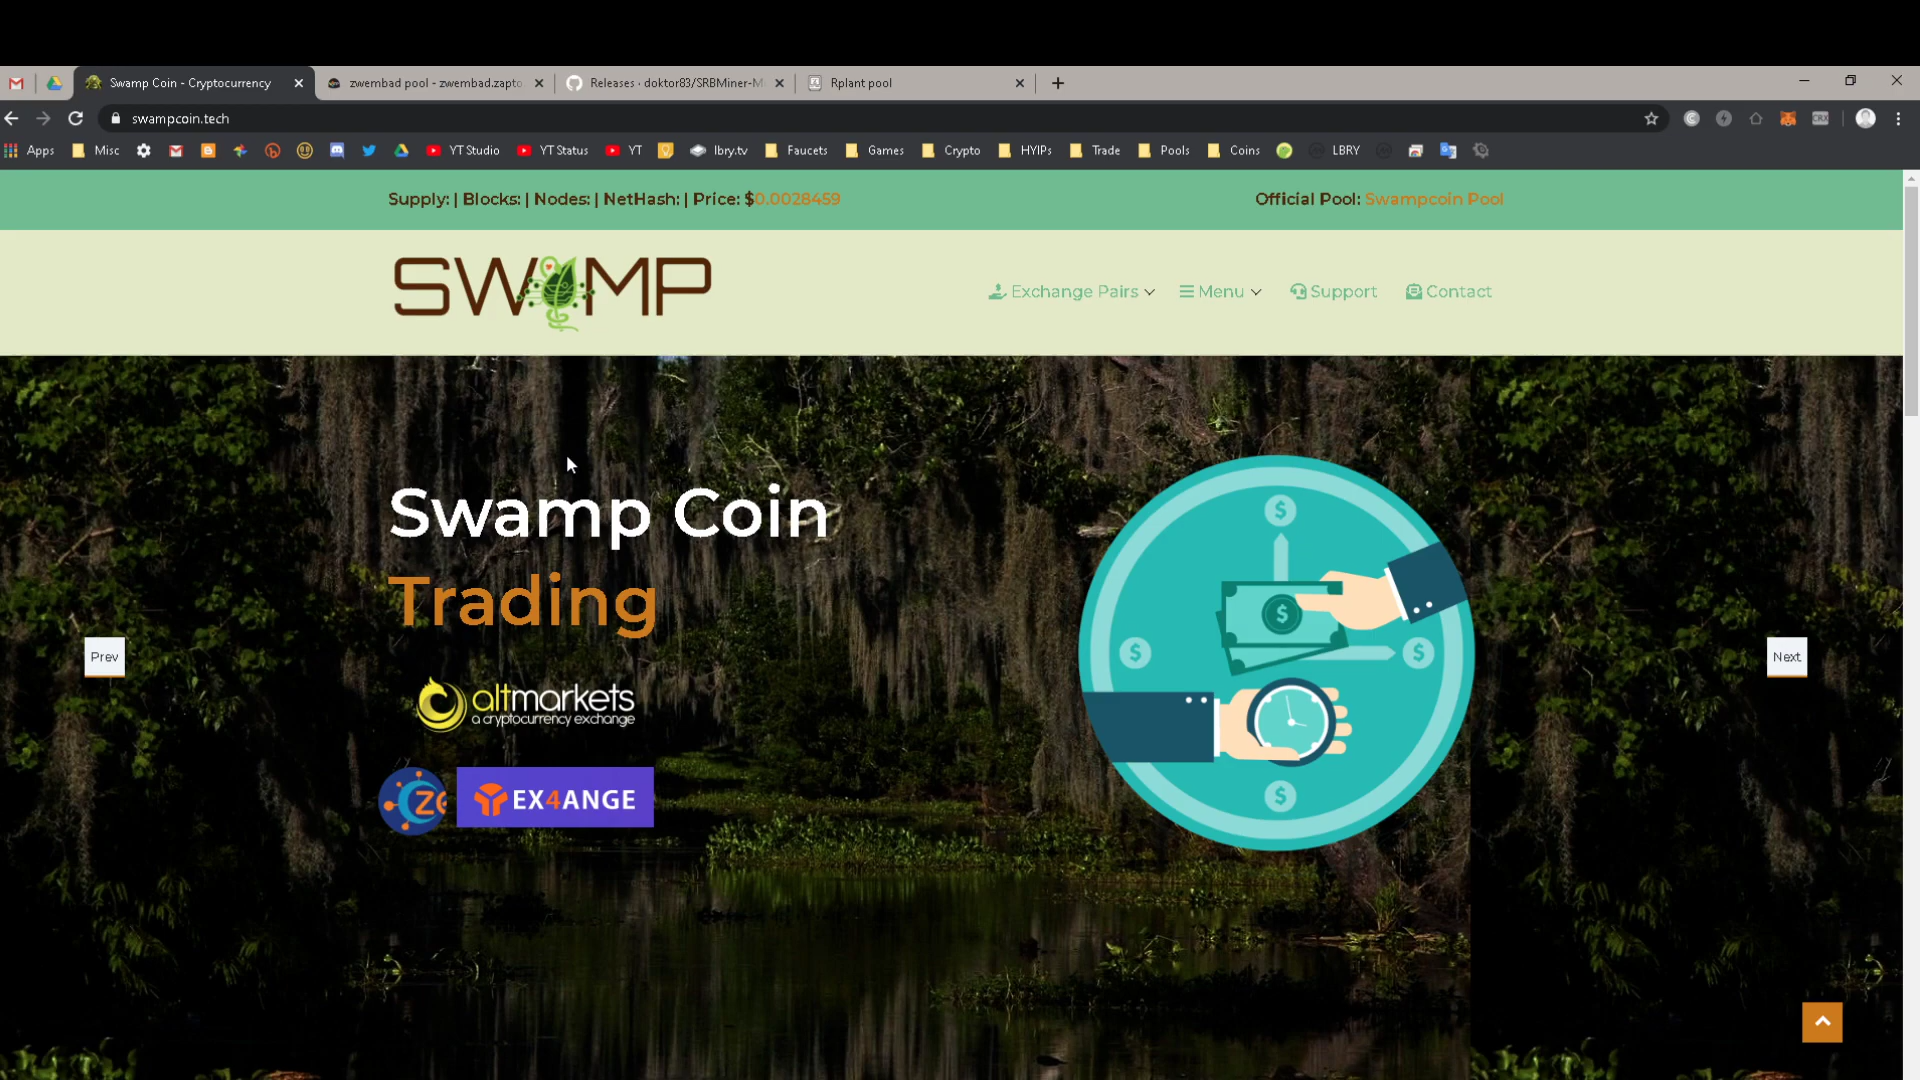 Swamp Coin - Cryptocurrency
zwembad pool - zwembad.zapto
Releases · doktor83/SRBMiner-M
Rplant pool
swampcoin.tech
Apps Misc YT Studio YT Status YT lbry.tv Faucets Games Crypto HYIPs Trade Pools Coins LBRY
Supply: | Blocks: | Nodes: | NetHash: | Price: $0.0028459
Official Pool: Swampcoin Pool
SWAMP
Exchange Pairs Menu Support Contact
Swamp Coin
Trading
altmarkets
a cryptocurrency exchange
EX4ANGE
Prev
Next